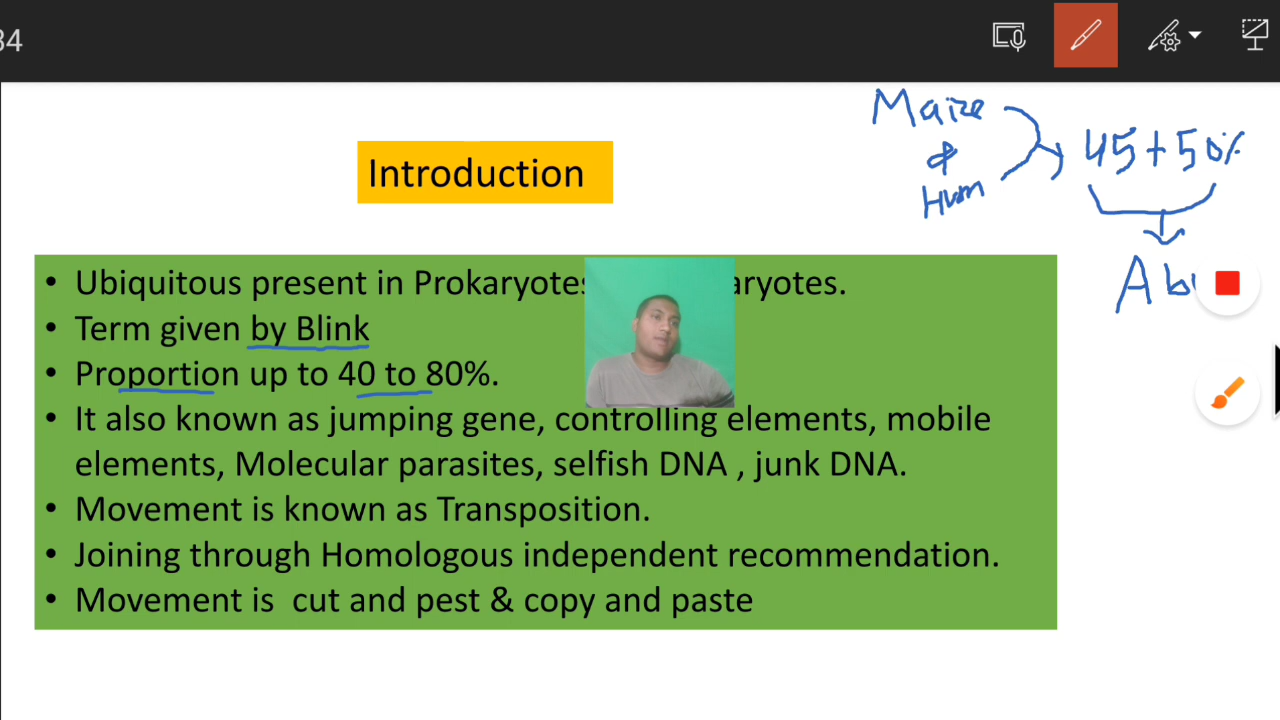 34
Maize
&
Hum
45+50%
Introduction
• Ubiquitous present in Prokaryotes aryotes.
• Term given by Blink
• Proportion up to 40 to 80%.
• It also known as jumping gene, controlling elements, mobile
elements, Molecular parasites, selfish DNA , junk DNA.
• Movement is known as Transposition.
• Joining through Homologous independent recommendation.
• Movement is cut and pest & copy and paste